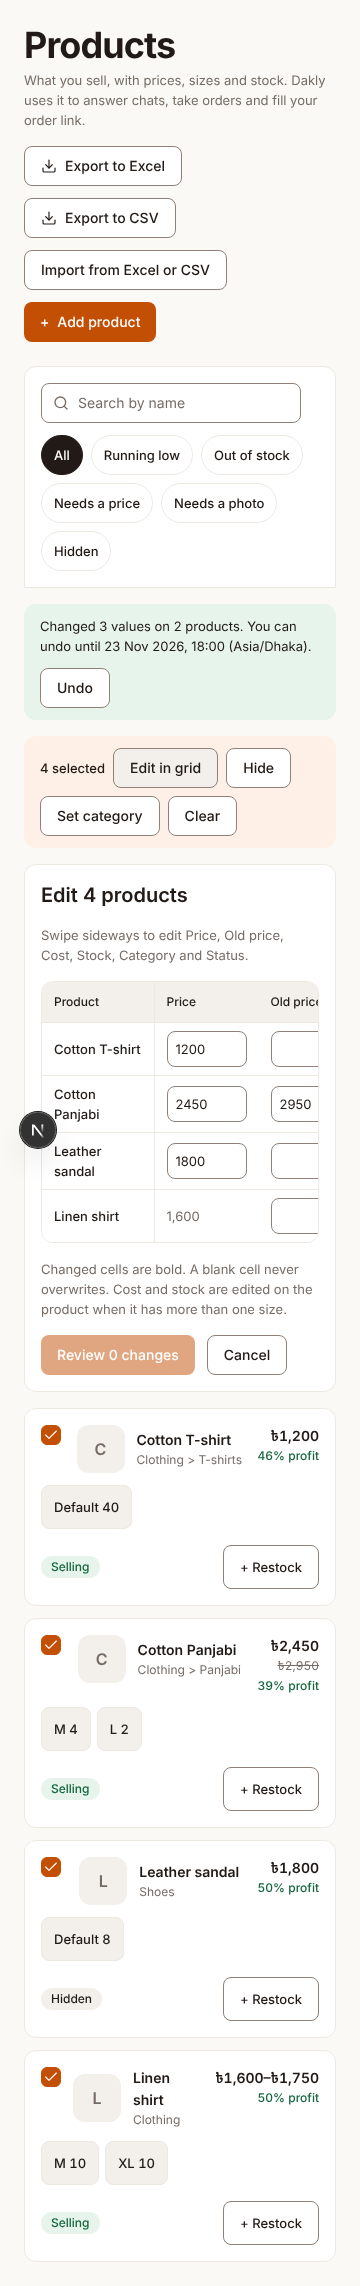 Products
What you sell, with prices, sizes and stock. Dakly
uses it to answer chats, take orders and fill your
order link.
Export to Excel
Export to CSV
Import from Excel or CSV
+ Add product
Search by name
All Running low Out of stock
Needs a price Needs a photo
Hidden
Changed 3 values on 2 products. You can
undo until 23 Nov 2026, 18:00 (Asia/Dhaka).
Undo
4 selected Edit in grid Hide
Set category Clear
Edit 4 products
Swipe sideways to edit Price, Old price,
Cost, Stock, Category and Status.
Product Price Old price
Cotton T-shirt 1200
Cotton
Panjabi 2450 2950
N
Leather
sandal 1800
Linen shirt 1,600
Changed cells are bold. A blank cell never
overwrites. Cost and stock are edited on the
product when it has more than one size.
Review 0 changes Cancel
C Cotton T-shirt ৳1,200
Clothing > T-shirts 46% profit
Default 40
Selling + Restock
C Cotton Panjabi ৳2,450
Clothing > Panjabi ৳2,950
39% profit
M 4 L 2
Selling + Restock
L Leather sandal ৳1,800
Shoes 50% profit
Default 8
Hidden + Restock
L Linen
shirt ৳1,600–৳1,750
Clothing 50% profit
M 10 XL 10
Selling + Restock